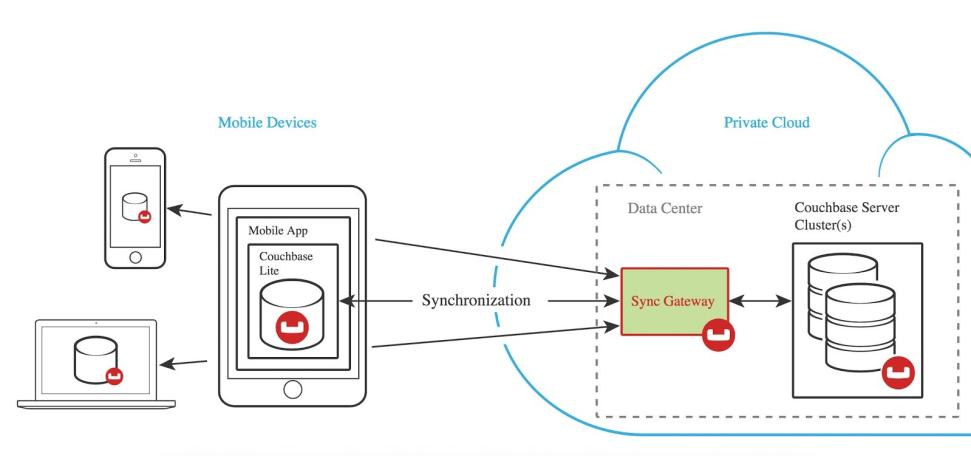 Mobile Devices
Private Cloud
Data Center
Couchbase Server
Cluster(s)
Mobile App
Couchbase
Lite
Synchronization
Sync Gateway